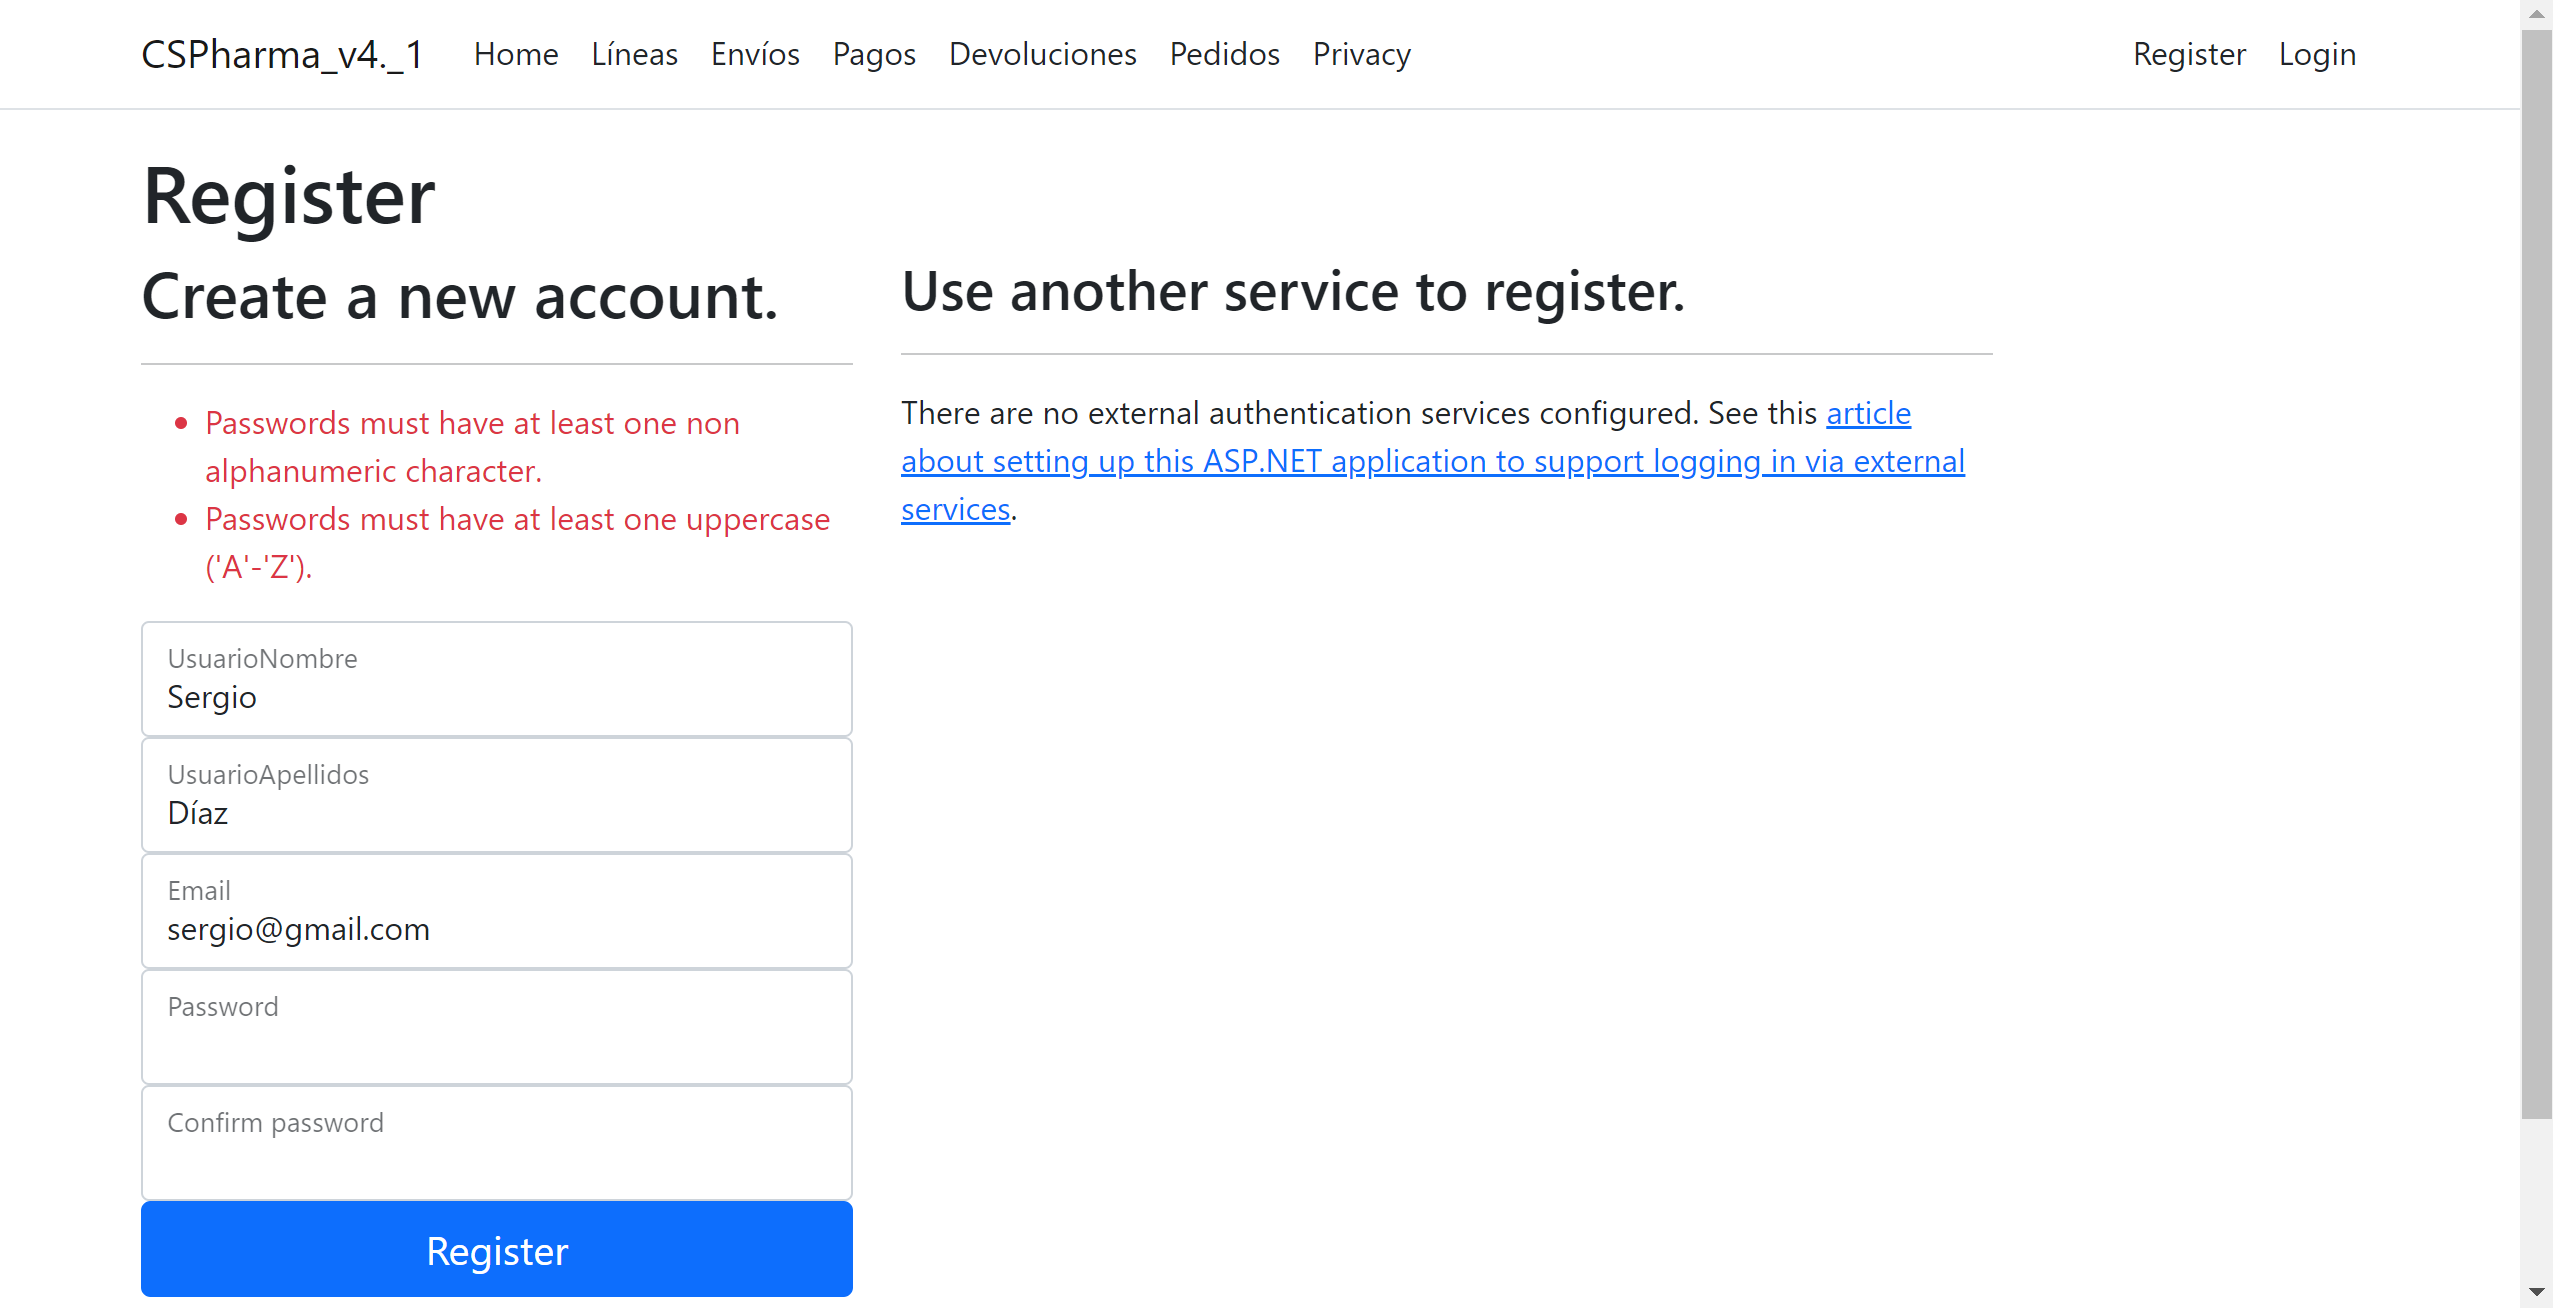 CSPharma_v4._1 Home Líneas Envíos Pagos Devoluciones Pedidos Privacy Register Login
Register
Create a new account.
Passwords must have at least one non
alphanumeric character.
Passwords must have at least one uppercase
('A'-'Z').
UsuarioNombre
Sergio
UsuarioApellidos
Díaz
Email
sergio@gmail.com
Password
Confirm password
Register
Use another service to register.
There are no external authentication services configured. See this article
about setting up this ASP.NET application to support logging in via external
services.